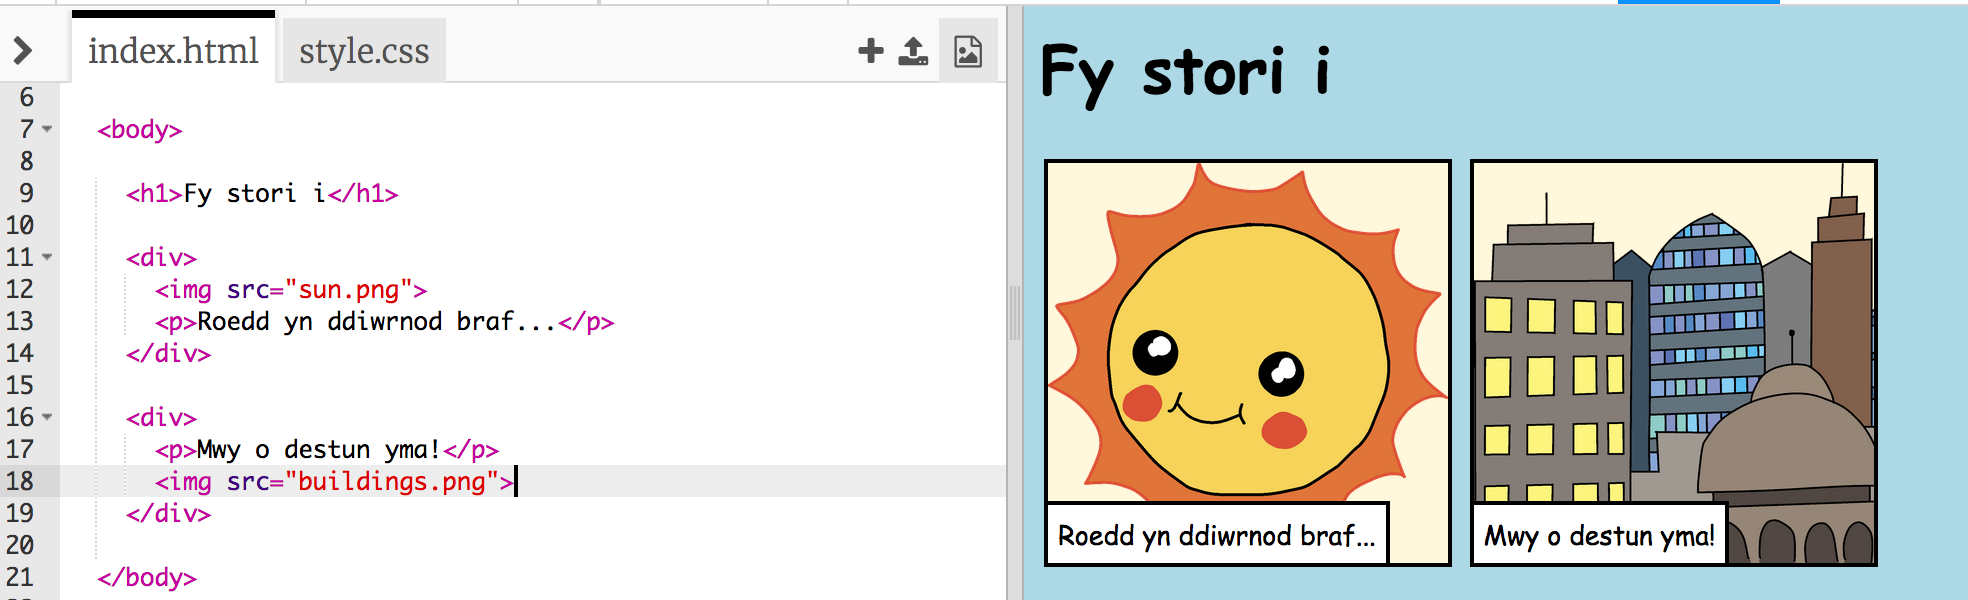 index.html style.css
6
7 <body>
8
9 <h1>Fy stori i</h1>
10
11 <div>
12 <img src="sun.png">
13 <p>Roedd yn ddiwrnod braf...</p>
14 </div>
15
16 <div>
17 <p>Mwy o destun yma!</p>
18 <img src="buildings.png">
19 </div>
20
21 </body>
Fy stori i
Roedd yn ddiwrnod braf...
Mwy o destun yma!